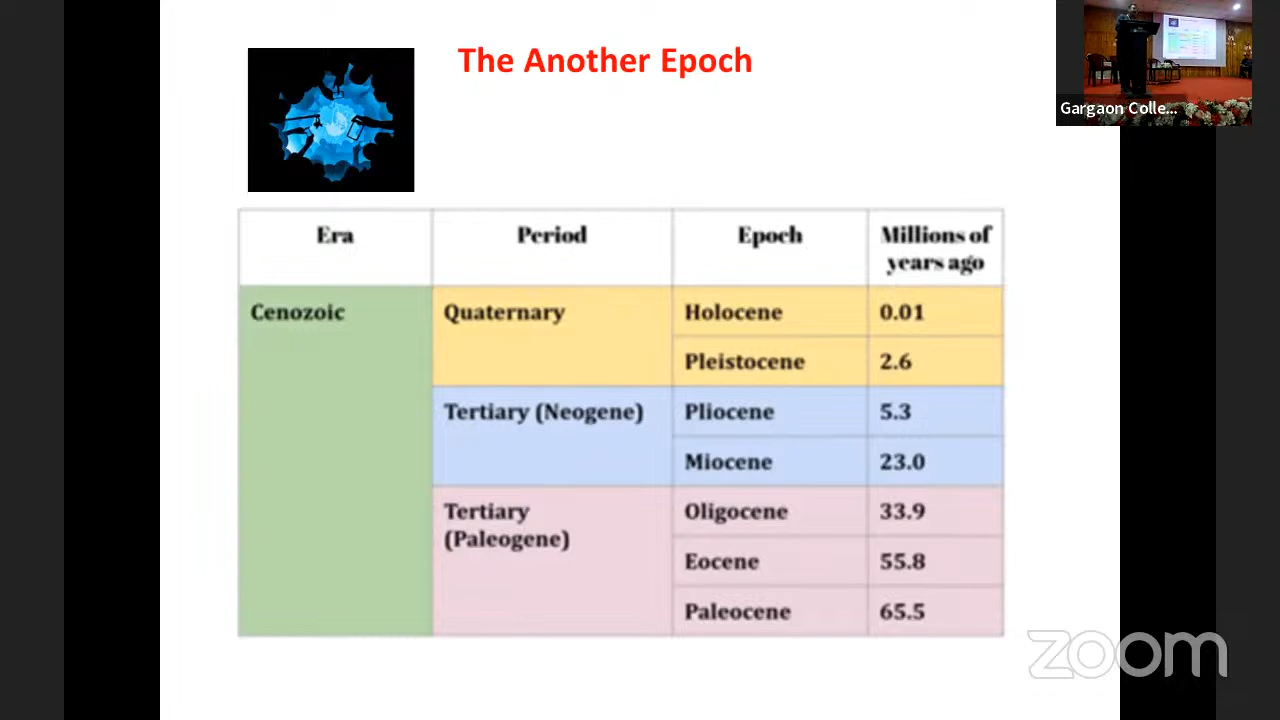 The Another Epoch
Gargaon Colle...
Era Period Epoch Millions of
years ago
Cenozoic Quaternary Holocene 0.01
Pleistocene 2.6
Tertiary (Neogene) Pliocene 5.3
Miocene 23.0
Tertiary Oligocene 33.9
(Paleogene)
Eocene 55.8
Paleocene 65.5
zoom